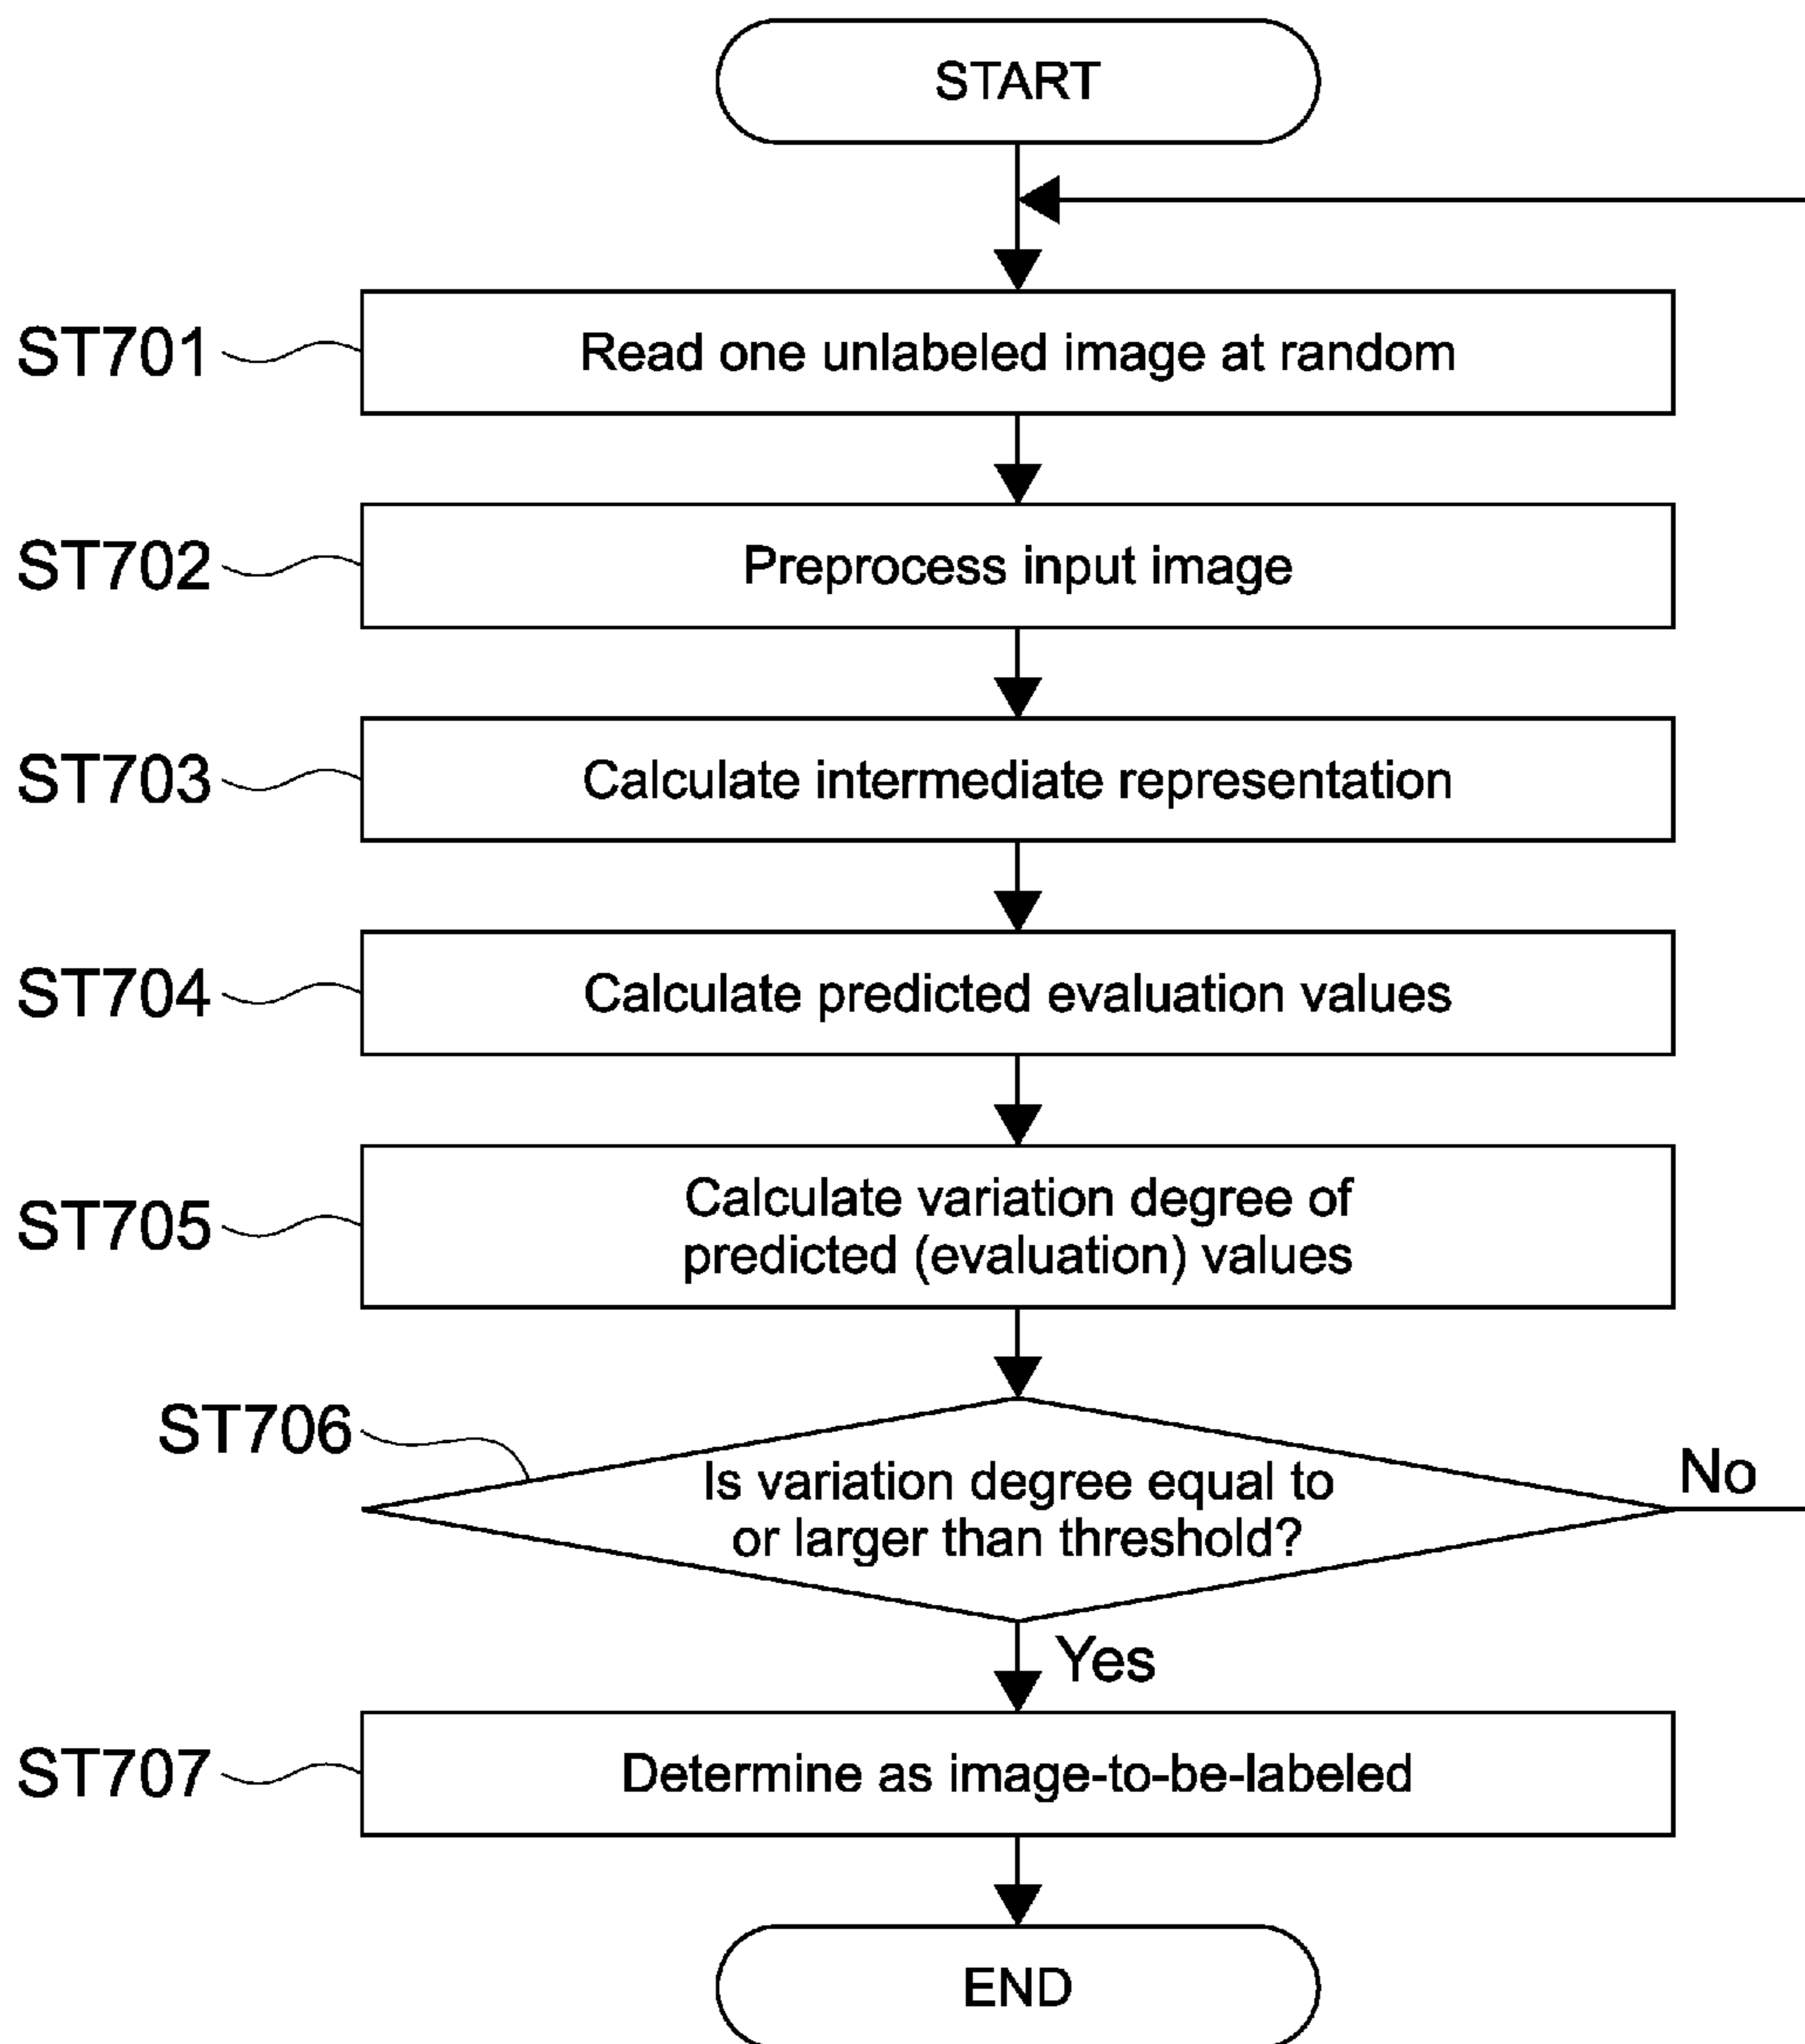 START
ST701
Read one unlabeled image at random
ST702
Preprocess input image
ST703
Calculate intermediate representation
ST704
Calculate predicted evaluation values
ST705
Calculate variation degree of
predicted (evaluation) values
ST706
Is variation degree equal to
or larger than threshold?
No
Yes
ST707
Determine as image-to-be-labeled
END